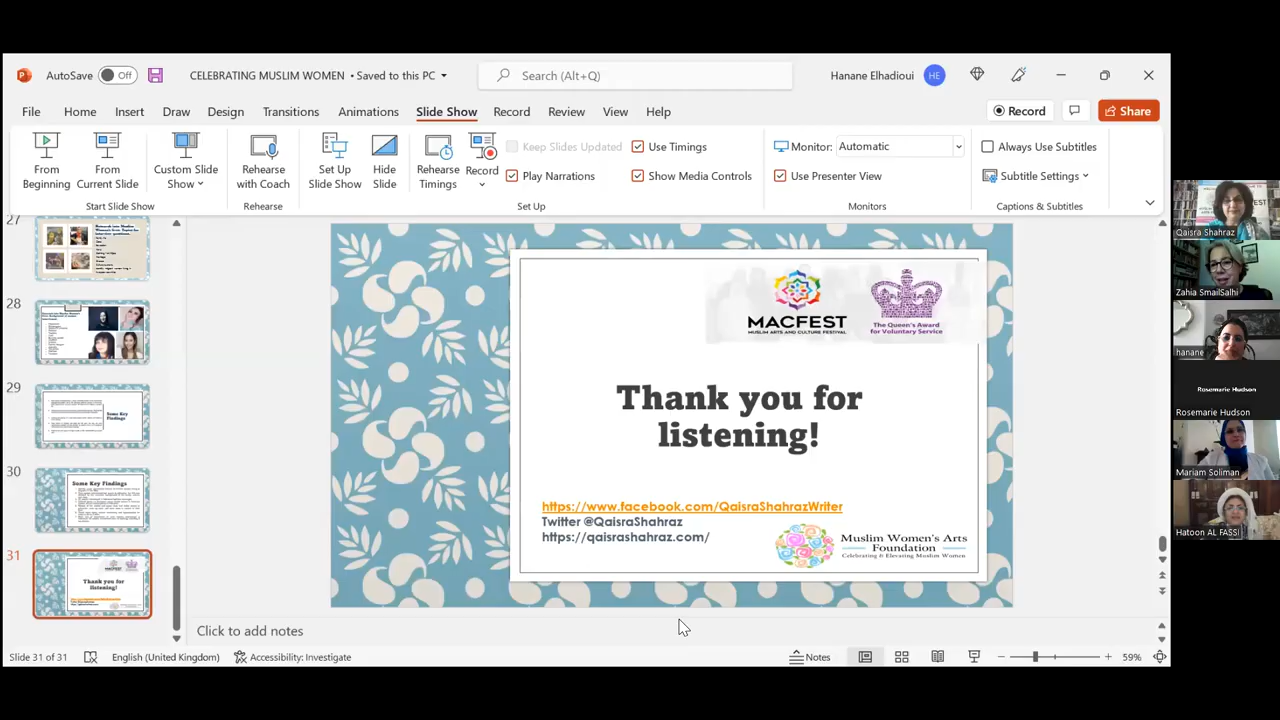 AutoSave Off
CELEBRATING MUSLIM WOMEN • Saved to this PC
Search (Alt+Q)
Hanane Elhadioui HE
File Home Insert Draw Design Transitions Animations Slide Show Record Review View Help
Record Share
From Beginning
From Current Slide
Custom Slide Show
Rehearse with Coach
Set Up Slide Show
Hide Slide
Rehearse Timings
Record
Keep Slides Updated
Use Timings
Play Narrations
Show Media Controls
Monitor: Automatic
Use Presenter View
Always Use Subtitles
Subtitle Settings
Start Slide Show
Rehearse
Set Up
Monitors
Captions & Subtitles
27
28
29
Some Key
Findings
30
Some Key Findings
31
Thank you for
listening!
MACFEST
MUSLIM ARTS AND CULTURE FESTIVAL
The Queen's Award
for Voluntary Service
Thank you for
listening!
https://www.facebook.com/QaisraShahrazWriter
Twitter @QaisraShahraz
https://qaisrashahraz.com/
Muslim Women's Arts
Foundation
Celebrating & Elevating Muslim Women
Click to add notes
Slide 31 of 31
English (United Kingdom)
Accessibility: Investigate
Notes
59%
Qaisra Shahraz
Zahia SmailSalhi
hanane
Rosemarie Hudson
Rosemarie Hudson
Mariam Soliman
Hatoon AL FASSI